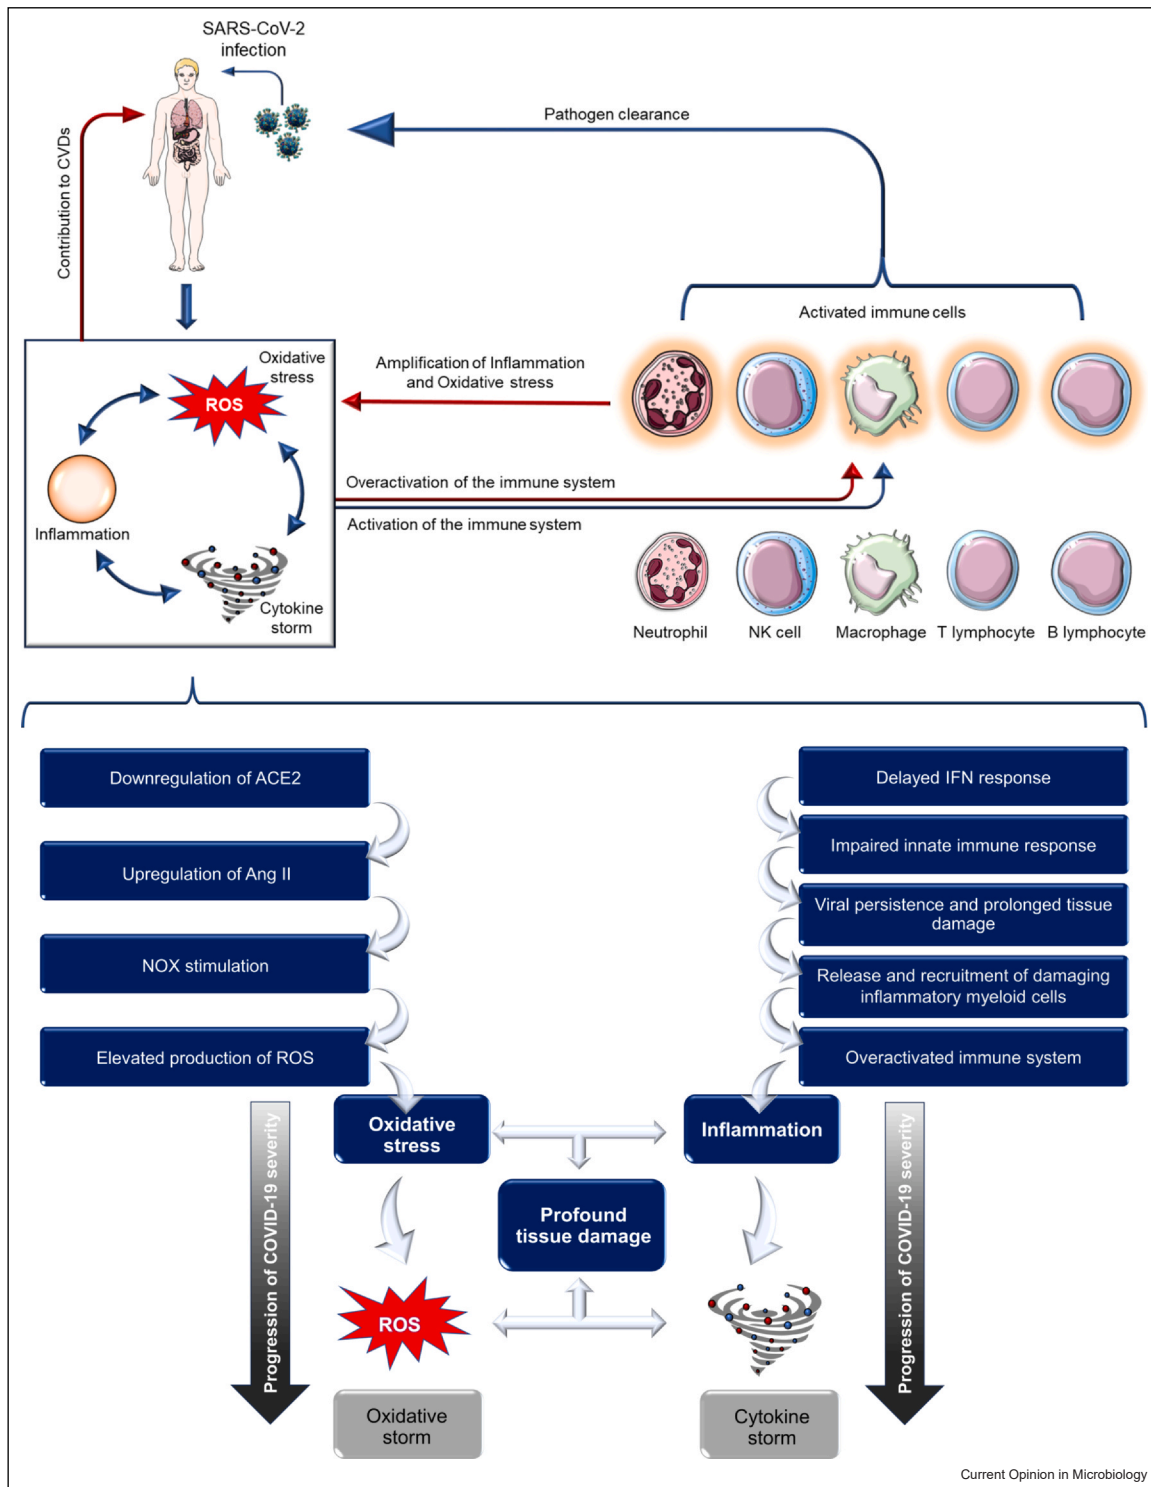 SARS-CoV-2
infection
Pathogen clearance
Contribution to CVDs
Activated immune cells
Oxidative
stress
ROS
Amplification of Inflammation
and Oxidative stress
Overactivation of the immune system
Activation of the immune system
Inflammation
Cytokine
storm
Neutrophil
NK cell
Macrophage
T lymphocyte
B lymphocyte
Downregulation of ACE2
Upregulation of Ang II
NOX stimulation
Elevated production of ROS
Delayed IFN response
Impaired innate immune response
Viral persistence and prolonged tissue
damage
Release and recruitment of damaging
inflammatory myeloid cells
Overactivated immune system
Progression of COVID-19 severity
Oxidative
stress
Inflammation
Profound
tissue damage
Progression of COVID-19 severity
ROS
Oxidative
storm
Cytokine
storm
Current Opinion in Microbiology